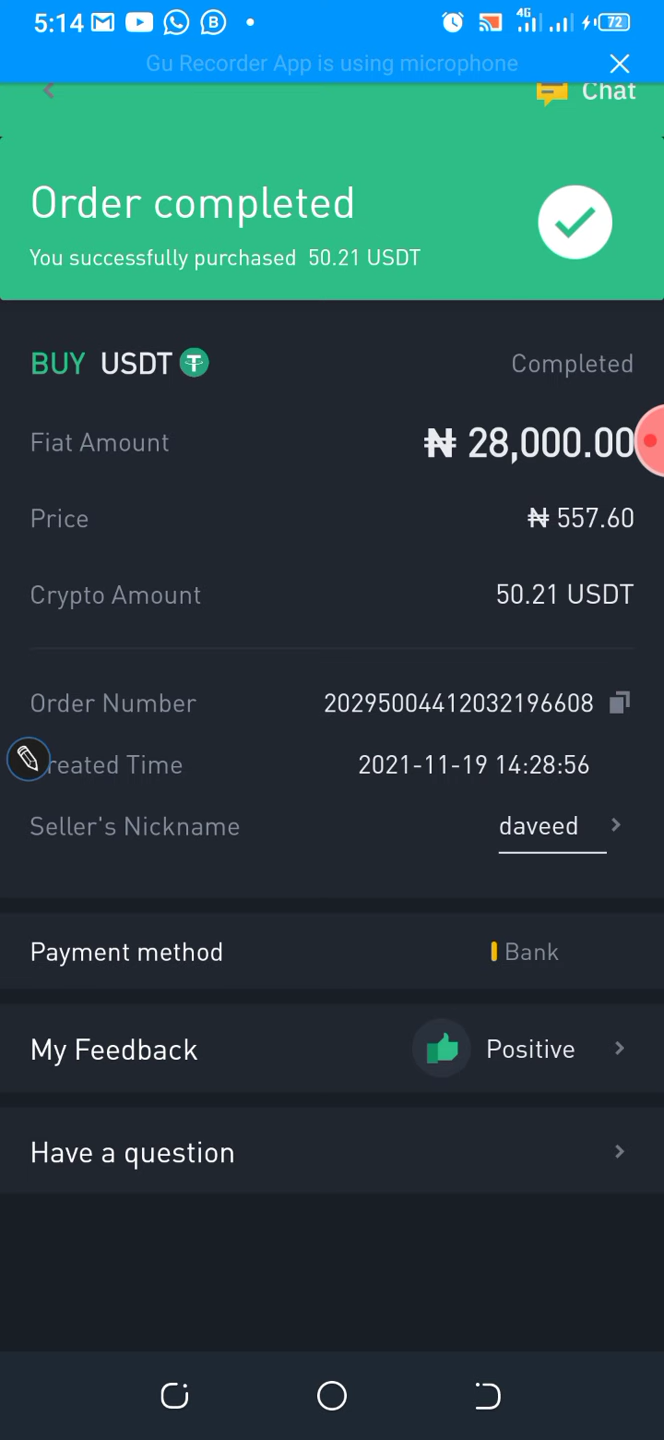 5:14
4G
72
Gu Recorder App is using microphone
Chat
Order completed
You successfully purchased 50.21 USDT
BUY USDT
Completed
Fiat Amount
₦ 28,000.00
Price
₦ 557.60
Crypto Amount
50.21 USDT
Order Number
20295004412032196608
reated Time
2021-11-19 14:28:56
Seller's Nickname
daveed
Payment method
Bank
My Feedback
Positive
Have a question